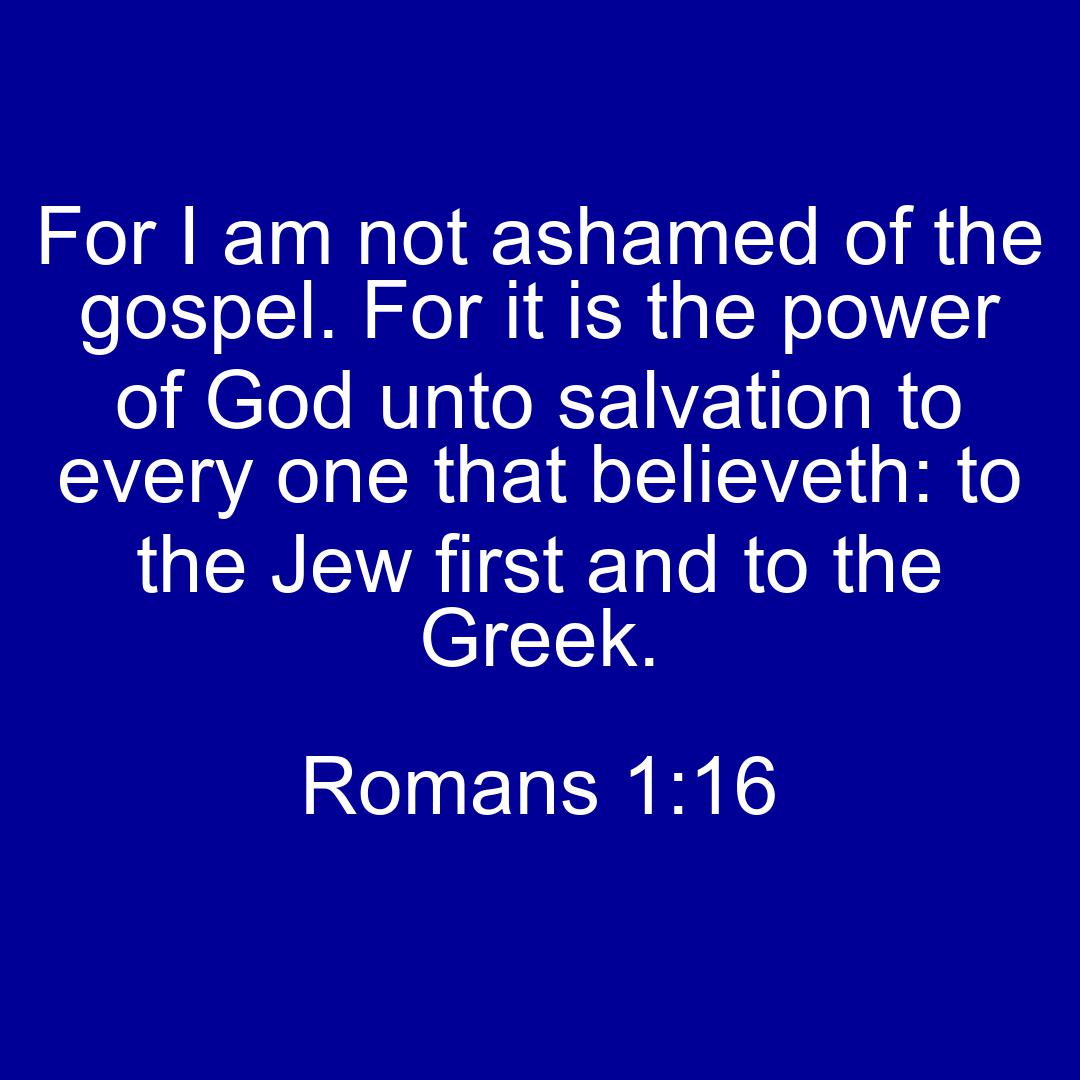 For I am not ashamed of the
gospel. For it is the power
of God unto salvation to
every one that believeth: to
the Jew first and to the
Greek.
Romans 1:16